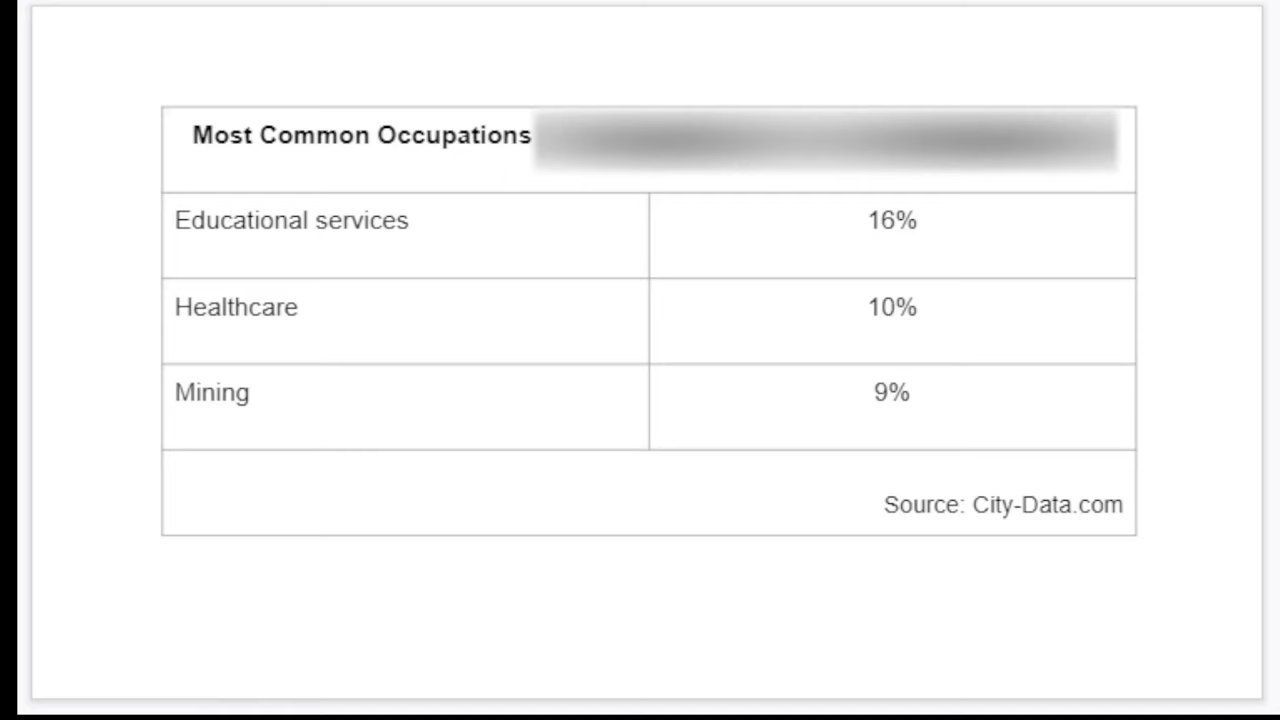 Most Common Occupations
Educational services 16%
Healthcare 10%
Mining 9%
Source: City-Data.com